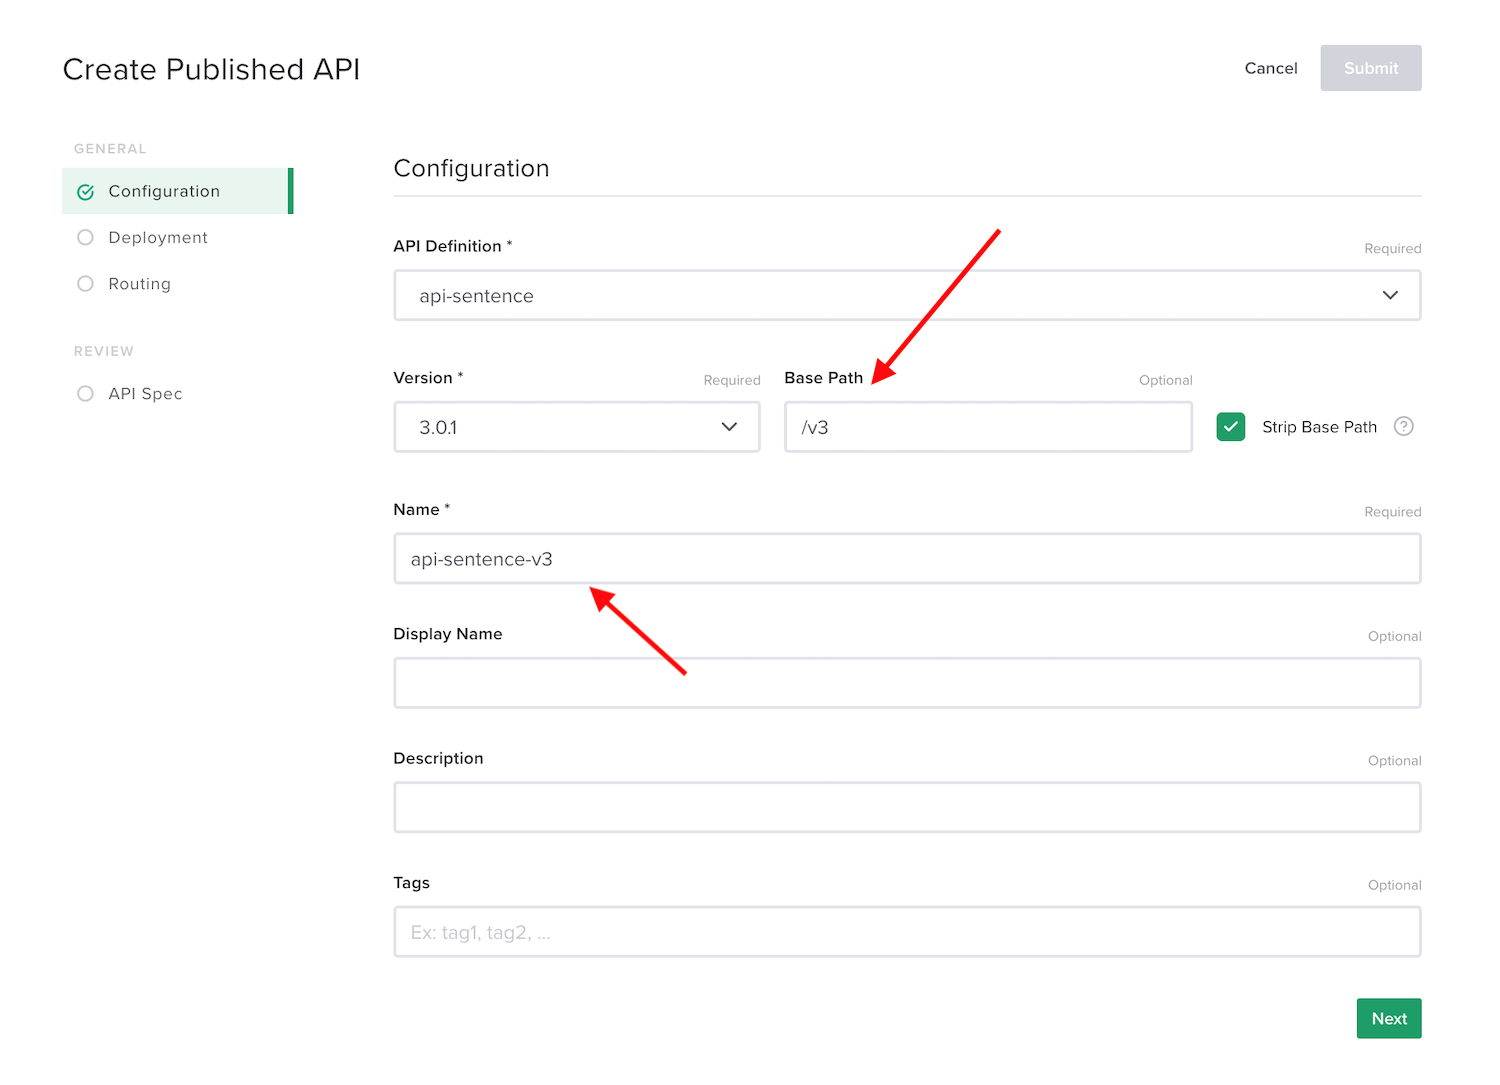 Create Published API
Cancel
Submit
GENERAL
Configuration
Deployment
Routing
REVIEW
API Spec
Configuration
API Definition *
Required
api-sentence
Version *
Required
Base Path
Optional
3.0.1
/v3
Strip Base Path
?
Name *
Required
api-sentence-v3
Display Name
Optional
Description
Optional
Tags
Optional
Ex: tag1, tag2, ...
Next